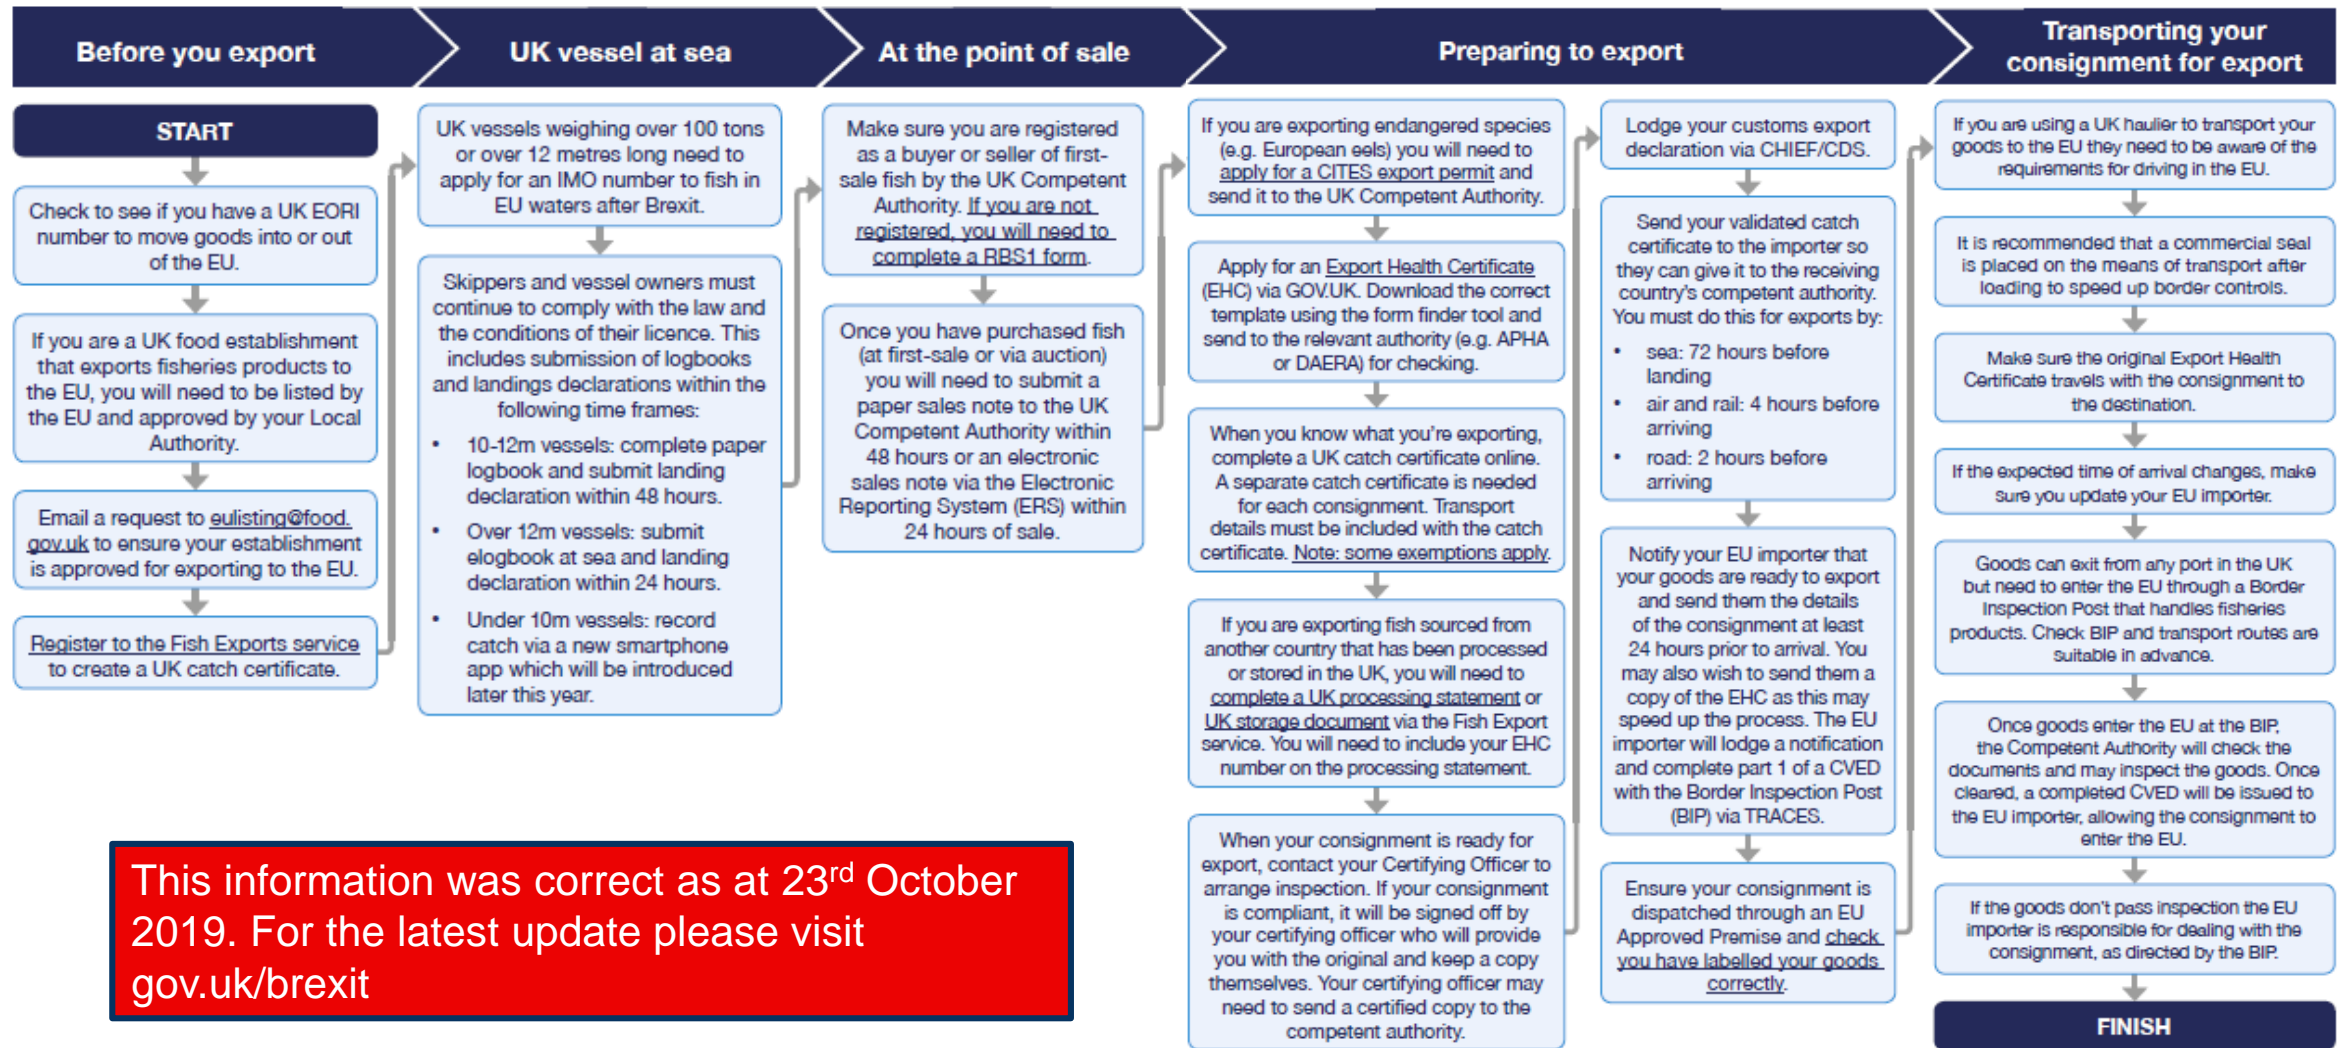 Before you export
UK vessel at sea
At the point of sale
Preparing to export
Transporting your
consignment for export
START
Check to see if you have a UK EORI
number to move goods into or out
of the EU.
If you are a UK food establishment
that exports fisheries products to
the EU, you will need to be listed by
the EU and approved by your Local
Authority.
Email a request to eulisting@food.
gov.uk to ensure your establishment
is approved for exporting to the EU.
Register to the Fish Exports service
to create a UK catch certificate.
UK vessels weighing over 100 tons
or over 12 metres long need to
apply for an IMO number to fish in
EU waters after Brexit.
Skippers and vessel owners must
continue to comply with the law and
the conditions of their licence. This
includes submission of logbooks
and landings declarations within the
following time frames:
• 10-12m vessels: complete paper
logbook and submit landing
declaration within 48 hours.
• Over 12m vessels: submit
elogbook at sea and landing
declaration within 24 hours.
• Under 10m vessels: record
catch via a new smartphone
app which will be introduced
later this year.
Make sure you are registered
as a buyer or seller of first-
sale fish by the UK Competent
Authority. If you are not
registered, you will need to
complete a RBS1 form.
Once you have purchased fish
(at first-sale or via auction)
you will need to submit a
paper sales note to the UK
Competent Authority within
48 hours or an electronic
sales note via the Electronic
Reporting System (ERS) within
24 hours of sale.
If you are exporting endangered species
(e.g. European eels) you will need to
apply for a CITES export permit and
send it to the UK Competent Authority.
Apply for an Export Health Certificate
(EHC) via GOV.UK. Download the correct
template using the form finder tool and
send to the relevant authority (e.g. APHA
or DAERA) for checking.
When you know what you're exporting,
complete a UK catch certificate online.
A separate catch certificate is needed
for each consignment. Transport
details must be included with the catch
certificate. Note: some exemptions apply.
If you are exporting fish sourced from
another country that has been processed
or stored in the UK, you will need to
complete a UK processing statement or
UK storage document via the Fish Export
service. You will need to include your EHC
number on the processing statement.
When your consignment is ready for
export, contact your Certifying Officer to
arrange inspection. If your consignment
is compliant, it will be signed off by
your certifying officer who will provide
you with the original and keep a copy
themselves. Your certifying officer may
need to send a certified copy to the
competent authority.
Lodge your customs export
declaration via CHIEF/CDS.
Send your validated catch
certificate to the importer so
they can give it to the receiving
country's competent authority.
You must do this for exports by:
• sea: 72 hours before
landing
• air and rail: 4 hours before
arriving
• road: 2 hours before
arriving
Notify your EU importer that
your goods are ready to export
and send them the details
of the consignment at least
24 hours prior to arrival. You
may also wish to send them a
copy of the EHC as this may
speed up the process. The EU
importer will lodge a notification
and complete part 1 of a CVED
with the Border Inspection Post
(BIP) via TRACES.
Ensure your consignment is
dispatched through an EU
Approved Premise and check
you have labelled your goods
correctly.
If you are using a UK haulier to transport your
goods to the EU they need to be aware of the
requirements for driving in the EU.
It is recommended that a commercial seal
is placed on the means of transport after
loading to speed up border controls.
Make sure the original Export Health
Certificate travels with the consignment to
the destination.
If the expected time of arrival changes, make
sure you update your EU importer.
Goods can exit from any port in the UK
but need to enter the EU through a Border
Inspection Post that handles fisheries
products. Check BIP and transport routes are
suitable in advance.
Once goods enter the EU at the BIP,
the Competent Authority will check the
documents and may inspect the goods. Once
cleared, a completed CVED will be issued to
the EU importer, allowing the consignment to
enter the EU.
If the goods don't pass inspection the EU
importer is responsible for dealing with the
consignment, as directed by the BIP.
FINISH
This information was correct as at 23rd October
2019. For the latest update please visit
gov.uk/brexit